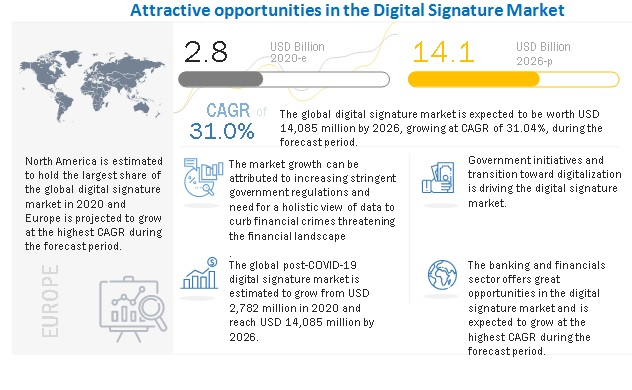 Attractive opportunities in the Digital Signature Market
2.8
USD Billion
2020-e
14.1
USD Billion
2026-p
CAGR of
31.0%
The global digital signature market is expected to be worth USD
14,085 million by 2026, growing at CAGR of 31.04%, during the
forecast period.
North America is estimated
to hold the largest share of
the global digital signature
market in 2020 and
Europe is projected to grow
at the highest CAGR during
the forecast period.
EUROPE
The market growth can be
attributed to increasing stringent
government regulations and
need for a holistic view of data to
curb financial crimes threatening
the financial landscape
.
Government initiatives and
transition toward digitalization
is driving the digital signature
market.
The global post-COVID-19
digital signature market is
estimated to grow from USD
2,782 million in 2020 and
reach USD 14,085 million by
2026.
The banking and financials
sector offers great
opportunities in the digital
signature market and is
expected to grow at the
highest CAGR during the
forecast period.